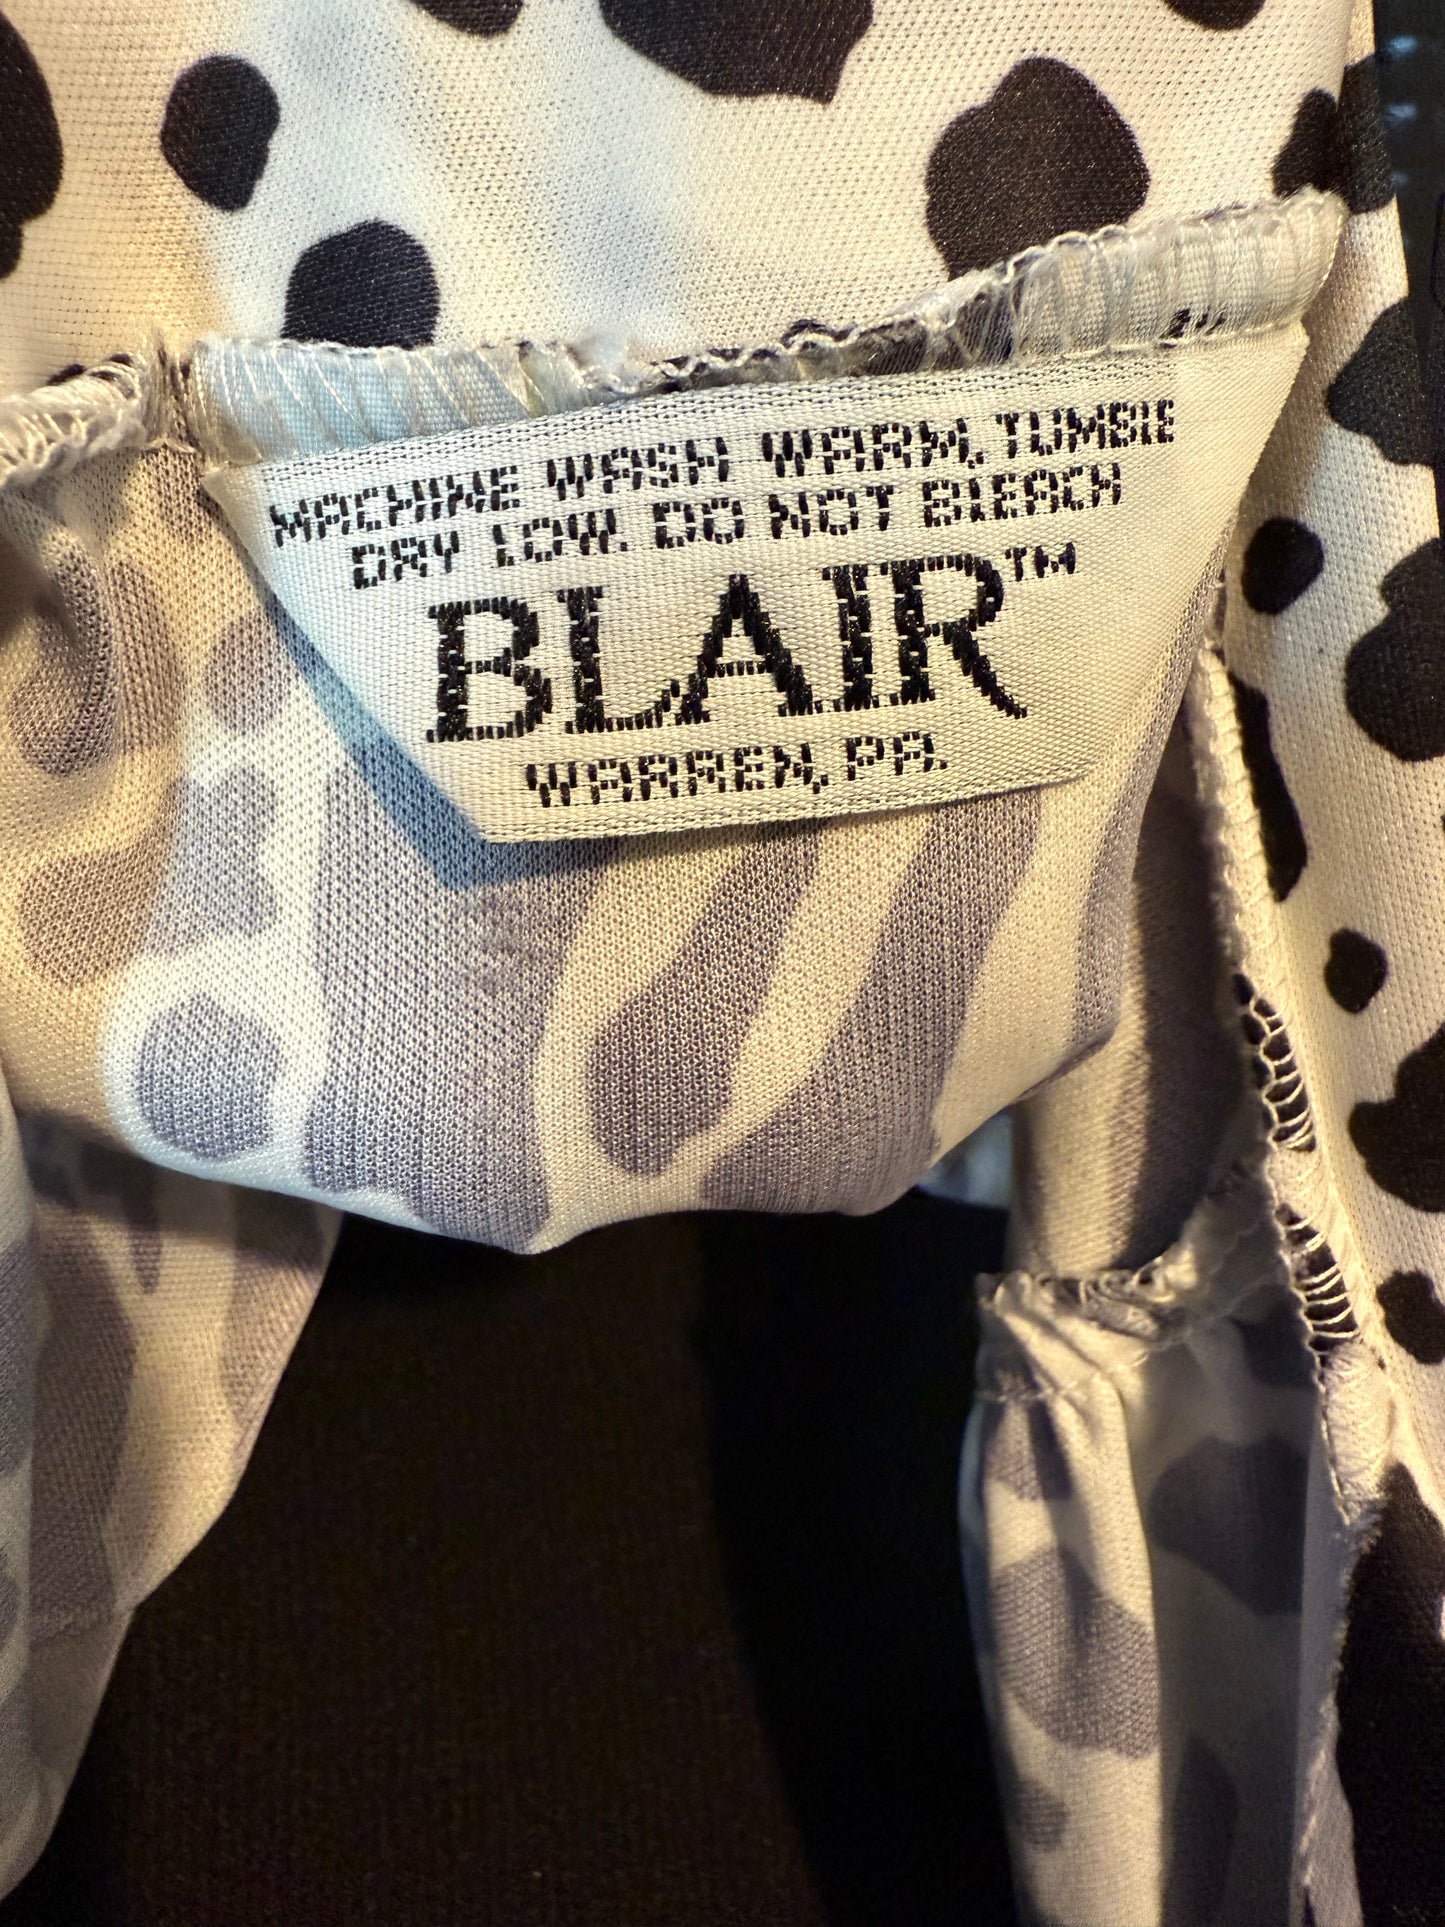 MACHINE WASH WARM, TUMBLE
DRY LOW. DO NOT BLEACH
BLAIR™
WARREN, PA.